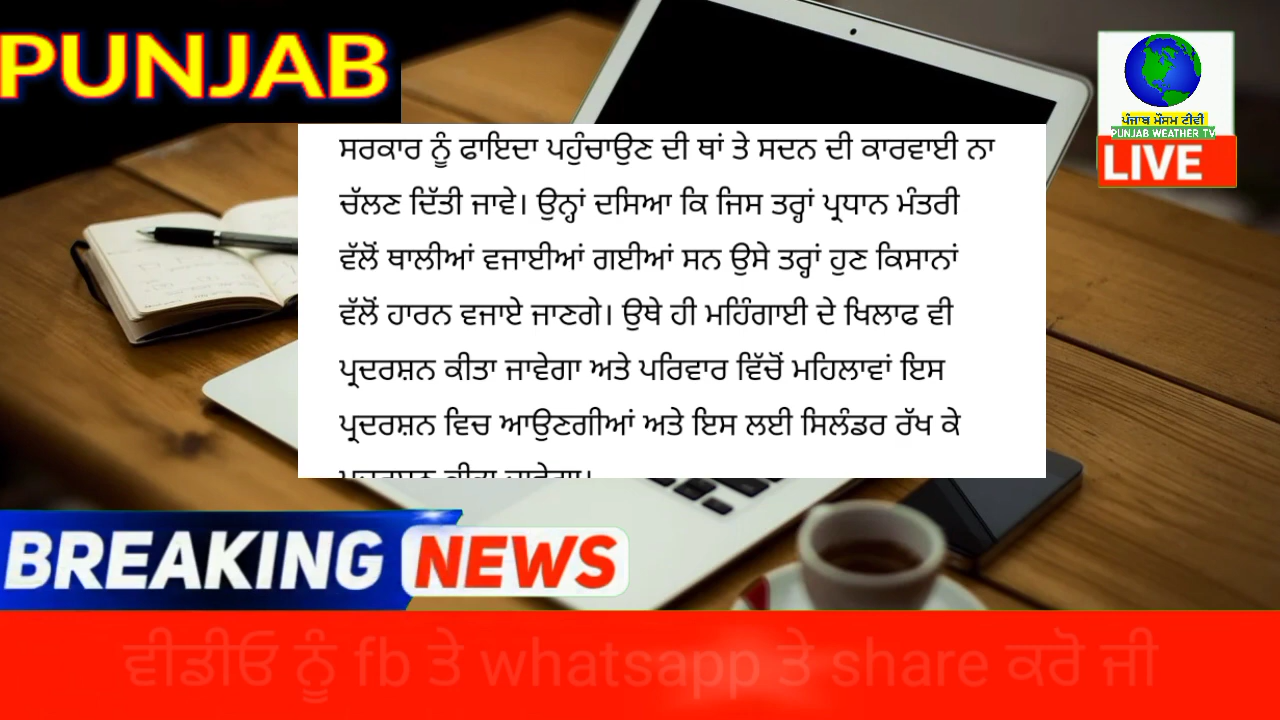 PUNJAB
ਪੰਜਾਬ ਮੌਸਮ ਟੀਵੀ
PUNJAB WEATHER TV
LIVE
ਸਰਕਾਰ ਨੂੰ ਫਾਇਦਾ ਪਹੁੰਚਾਉਣ ਦੀ ਥਾਂ ਤੇ ਸਦਨ ਦੀ ਕਾਰਵਾਈ ਨਾ
ਚੱਲਣ ਦਿੱਤੀ ਜਾਵੇ। ਉਨ੍ਹਾਂ ਦਸਿਆ ਕਿ ਜਿਸ ਤਰ੍ਹਾਂ ਪ੍ਰਧਾਨ ਮੰਤਰੀ
ਵੱਲੋਂ ਥਾਲੀਆਂ ਵਜਾਈਆਂ ਗਈਆਂ ਸਨ ਉਸੇ ਤਰ੍ਹਾਂ ਹੁਣ ਕਿਸਾਨਾਂ
ਵੱਲੋਂ ਹਾਰਨ ਵਜਾਏ ਜਾਣਗੇ। ਉਥੇ ਹੀ ਮਹਿੰਗਾਈ ਦੇ ਖਿਲਾਫ ਵੀ
ਪ੍ਰਦਰਸ਼ਨ ਕੀਤਾ ਜਾਵੇਗਾ ਅਤੇ ਪਰਿਵਾਰ ਵਿੱਚੋਂ ਮਹਿਲਾਵਾਂ ਇਸ
ਪ੍ਰਦਰਸ਼ਨ ਵਿਚ ਆਉਣਗੀਆਂ ਅਤੇ ਇਸ ਲਈ ਸਿਲੰਡਰ ਰੱਖ ਕੇ
BREAKING NEWS
ਵੀਡੀਓ ਨੂੰ fb ਤੇ whatsapp ਤੇ share ਕਰੋ ਜੀ